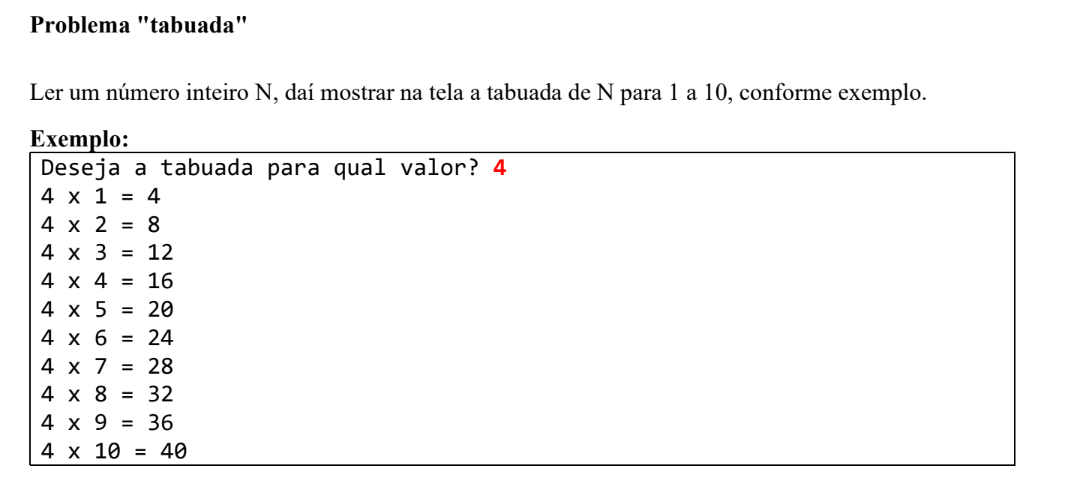 Problema "tabuada"
Ler um número inteiro N, daí mostrar na tela a tabuada de N para 1 a 10, conforme exemplo.
Exemplo:
Deseja a tabuada para qual valor? 4
4 x 1 = 4
4 x 2 = 8
4 x 3 = 12
4 x 4 = 16
4 x 5 = 20
4 x 6 = 24
4 x 7 = 28
4 x 8 = 32
4 x 9 = 36
4 x 10 = 40